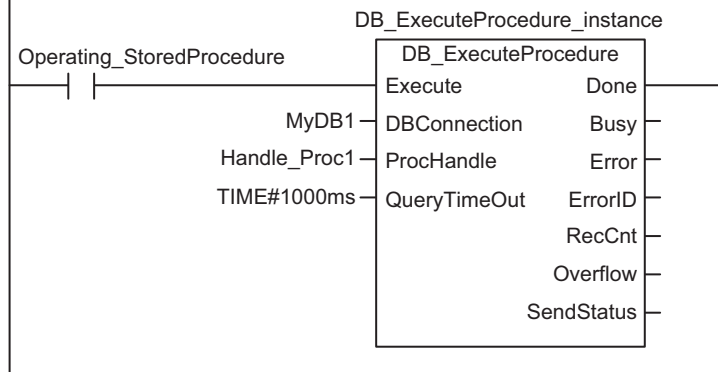 DB_ExecuteProcedure_instance
Operating_StoredProcedure
DB_ExecuteProcedure
Execute Done
MyDB1 DBConnection Busy
Handle_Proc1 ProcHandle Error
TIME#1000ms QueryTimeOut ErrorID
RecCnt
Overflow
SendStatus